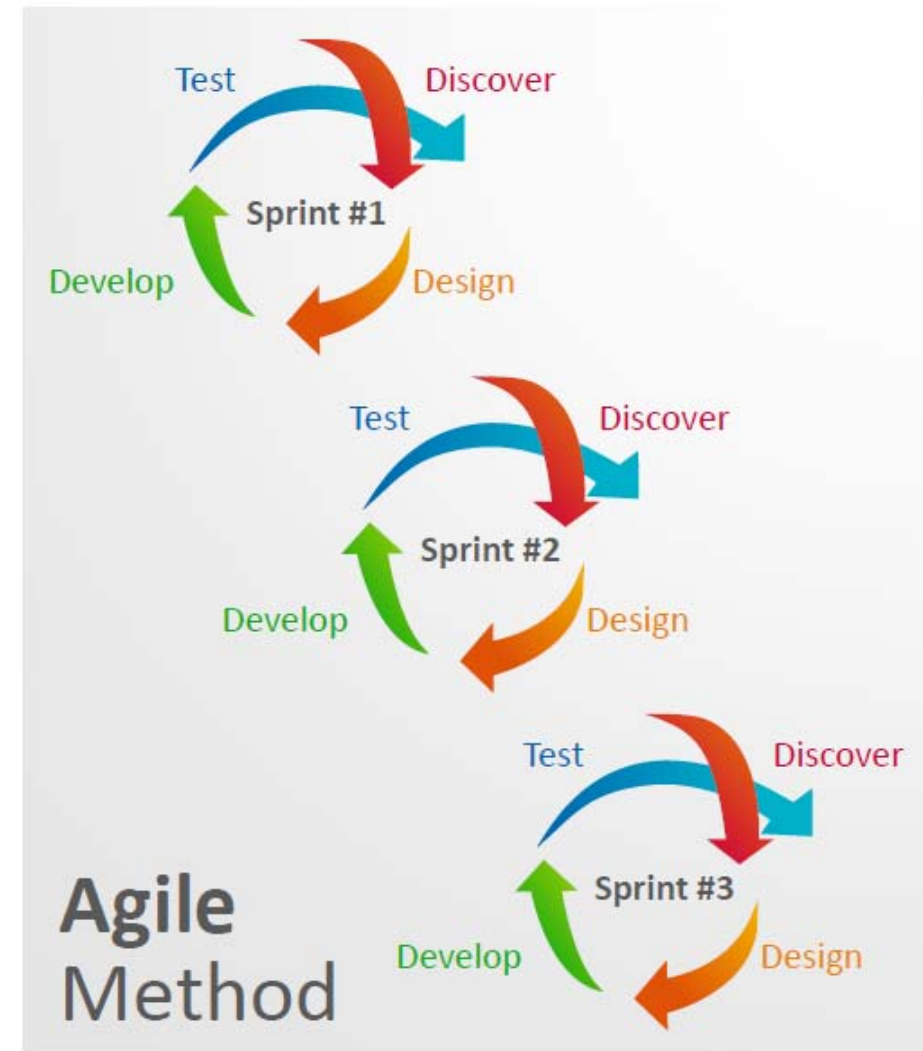 Test
Discover
Sprint #1
Develop
Design
Test
Discover
Sprint #2
Develop
Design
Test
Discover
Sprint #3
Develop
Design
Agile
Method